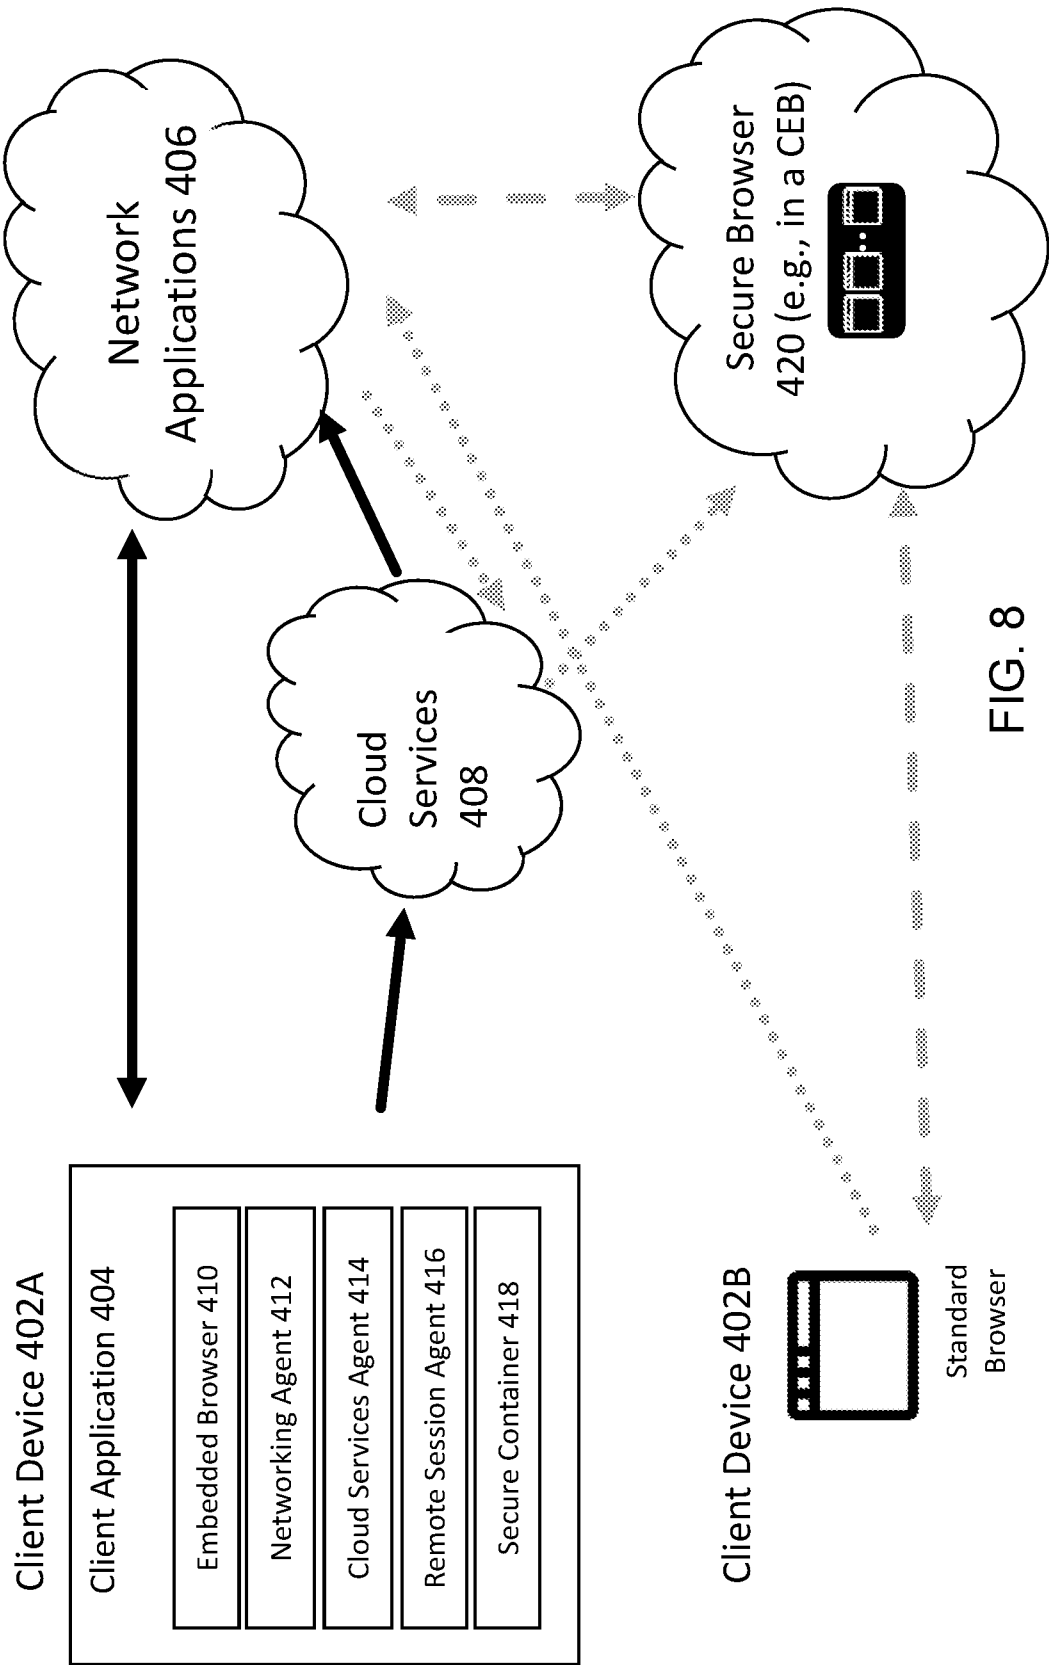 Client Device 402A
Client Application 404
Embedded Browser 410
Networking Agent 412
Cloud Services Agent 414
Remote Session Agent 416
Secure Container 418
Network
Applications 406
Cloud
Services
408
Client Device 402B
Standard
Browser
Secure Browser
420 (e.g., in a CEB)
FIG. 8